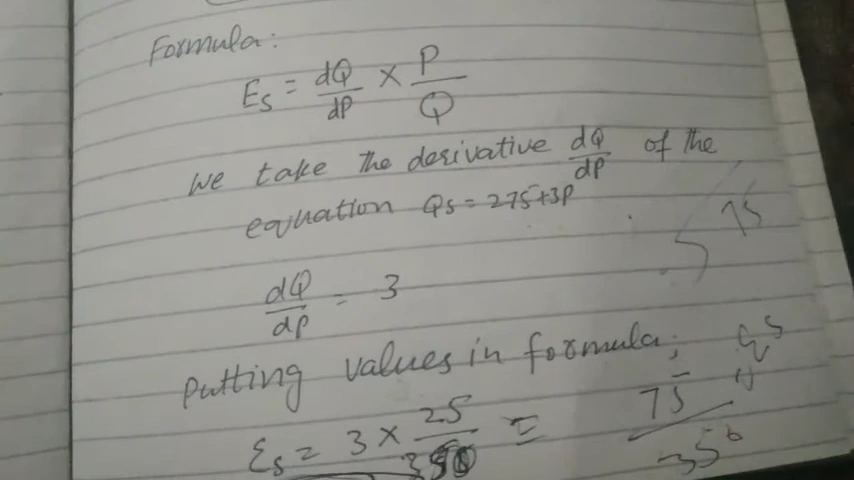 Formula:
Es = dQ/dP × P/Q
We take the derivative dQ/dP of the
equation Qs = 275+3P
75
dQ/dP = 3
Putting values in formula;
Es = 3 × 25/350 = 75/350